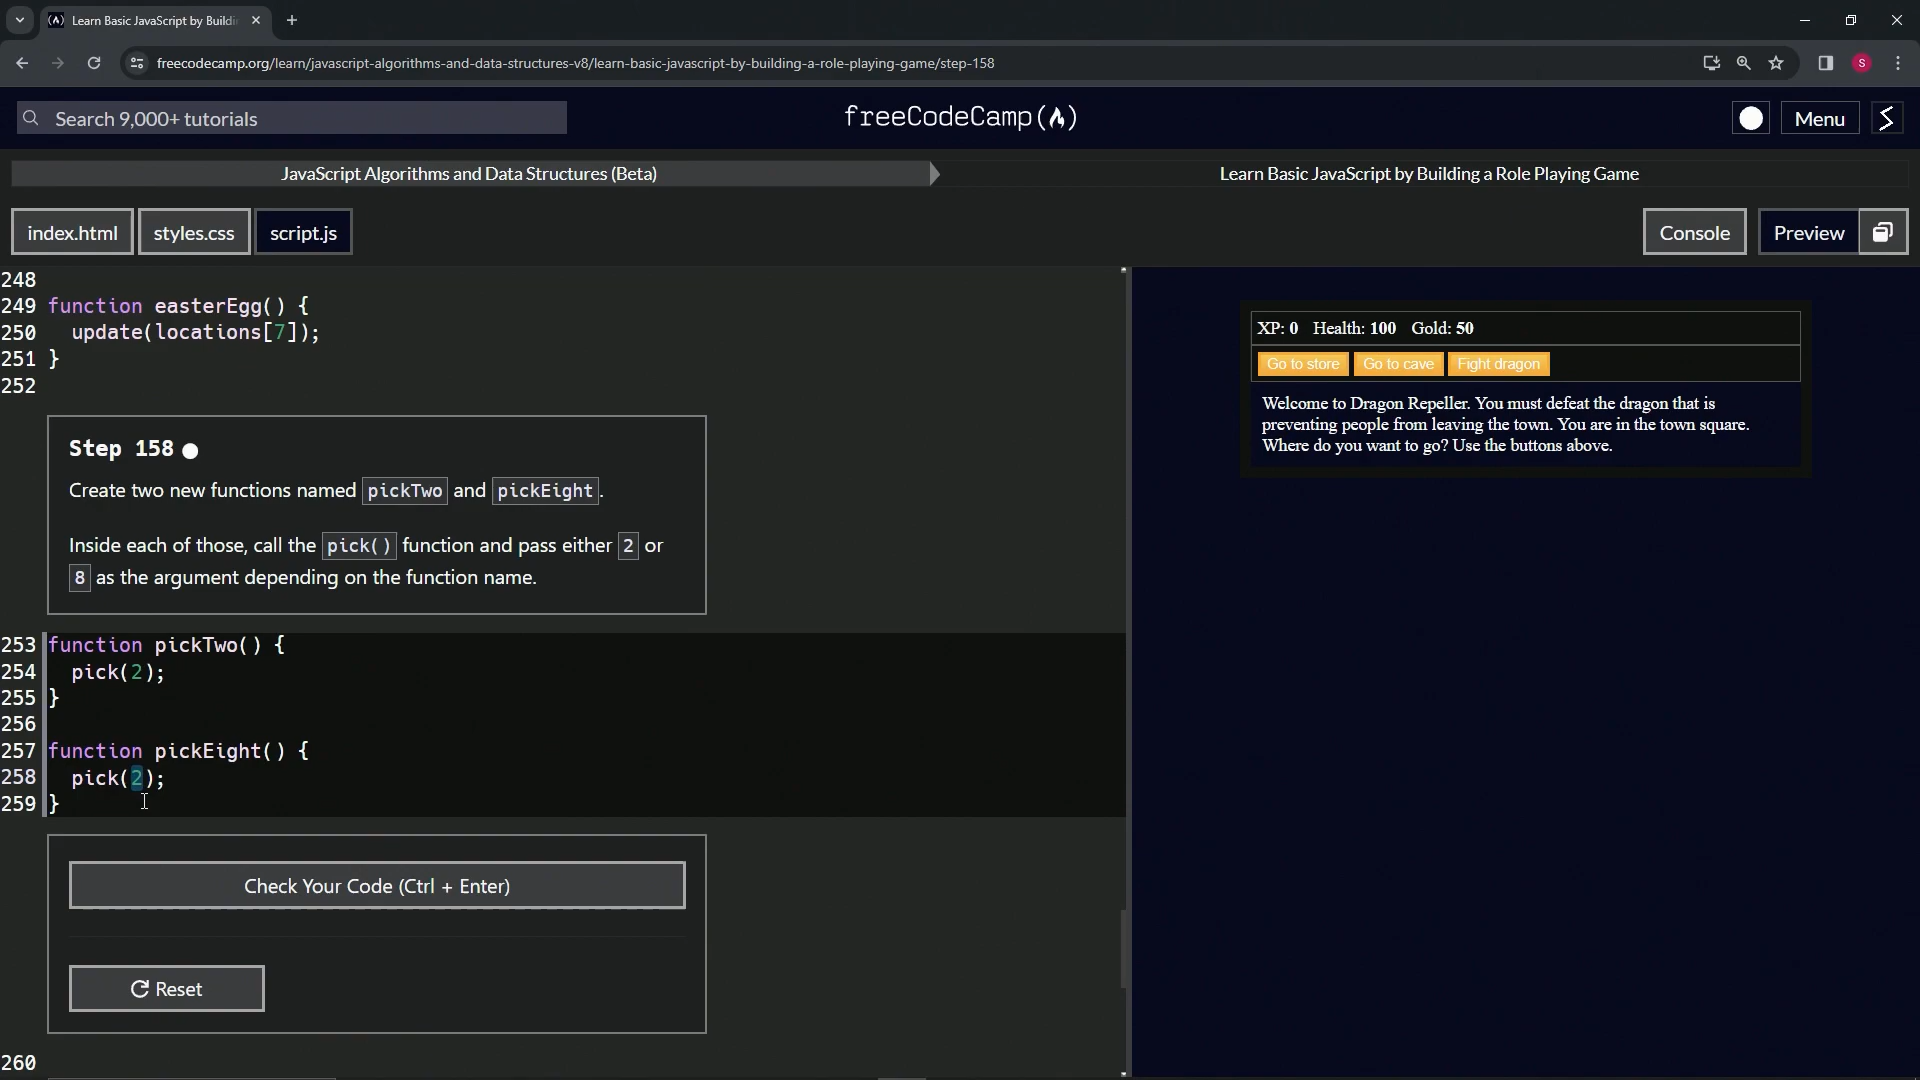 Learn Basic JavaScript by Buildi
freecodecamp.org/learn/javascript-algorithms-and-data-structures-v8/learn-basic-javascript-by-building-a-role-playing-game/step-158
S
Search 9,000+ tutorials
freeCodeCamp(
Menu
JavaScript Algorithms and Data Structures (Beta)
Learn Basic JavaScript by Building a Role Playing Game
index.html
styles.css
script.js
Console
Preview
248
249 function easterEgg() {
250 update(locations[7]);
251 }
252
Step 158
Create two new functions named pickTwo and pickEight.
Inside each of those, call the pick() function and pass either 2 or
8 as the argument depending on the function name.
253 function pickTwo() {
254 pick(2);
255 }
256
257 function pickEight() {
258 pick(2);
259 }
Check Your Code (Ctrl + Enter)
Reset
260
XP: 0 Health: 100 Gold: 50
Go to store Go to cave Fight dragon
Welcome to Dragon Repeller. You must defeat the dragon that is
preventing people from leaving the town. You are in the town square.
Where do you want to go? Use the buttons above.